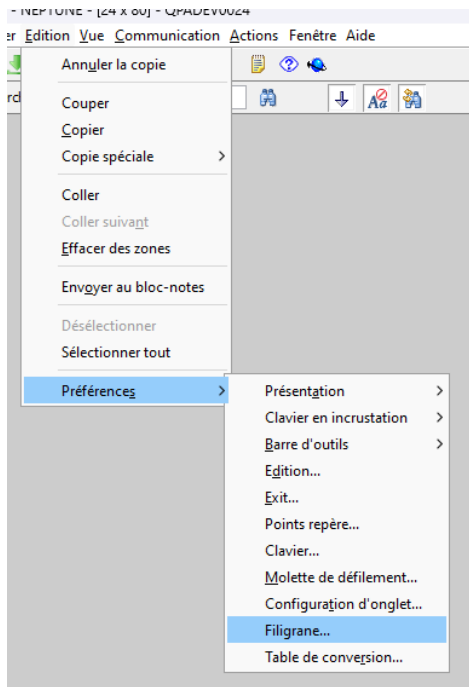 - NEPTUNE - [24 x 80] - QPADEV0024
er Edition Vue Communication Actions Fenêtre Aide
Annuler la copie
Couper
Copier
Copie spéciale
Coller
Coller suivant
Effacer des zones
Envoyer au bloc-notes
Désélectionner
Sélectionner tout
Préférences
Présentation
Clavier en incrustation
Barre d'outils
Edition...
Exit...
Points repère...
Clavier...
Molette de défilement...
Configuration d'onglet...
Filigrane...
Table de conversion...